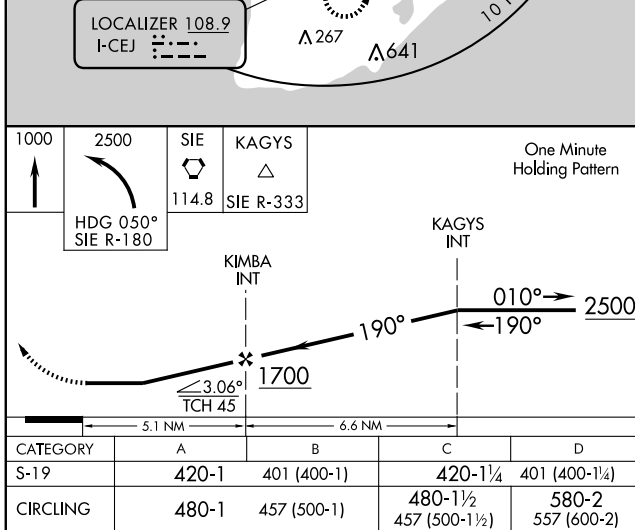 LOCALIZER 108.9
I-CEJ
267
641
1000
2500
HDG 050°
SIE R-180
SIE
114.8
KAGYS
SIE R-333
One Minute
Holding Pattern
KIMBA
INT
KAGYS
INT
010°
190°
2500
190°
1700
3.06°
TCH 45
5.1 NM
6.6 NM
CATEGORY A B C D
S-19 420-1 401 (400-1) 420-1¼ 401 (400-1¼)
CIRCLING 480-1 457 (500-1) 480-1½ 457 (500-1½) 580-2 557 (600-2)